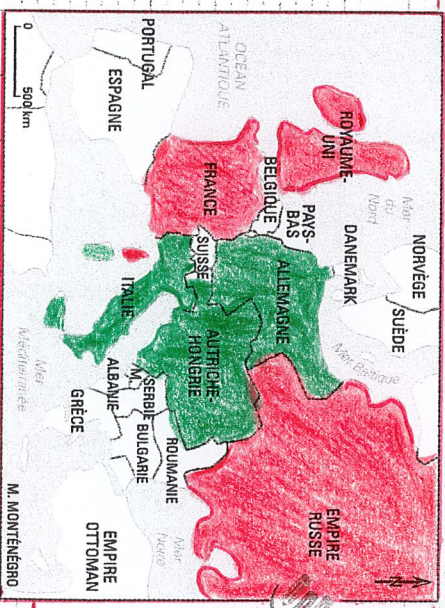 NORVÈGE
SUÈDE
Mer
du
Nord
DANEMARK
Mer Baltique
ROYAUME-
UNI
PAYS-
BAS
BELGIQUE
ALLEMAGNE
EMPIRE
RUSSE
N
OCÉAN
ATLANTIQUE
FRANCE
SUISSE
AUTRICHE-
HONGRIE
ITALIE
ROUMANIE
SERBIE
M.
BULGARIE
ALBANIE
GRÈCE
Mer
Noire
PORTUGAL
ESPAGNE
Mer
Méditerranée
EMPIRE
OTTOMAN
0
500 km
M. MONTÉNÉGRO